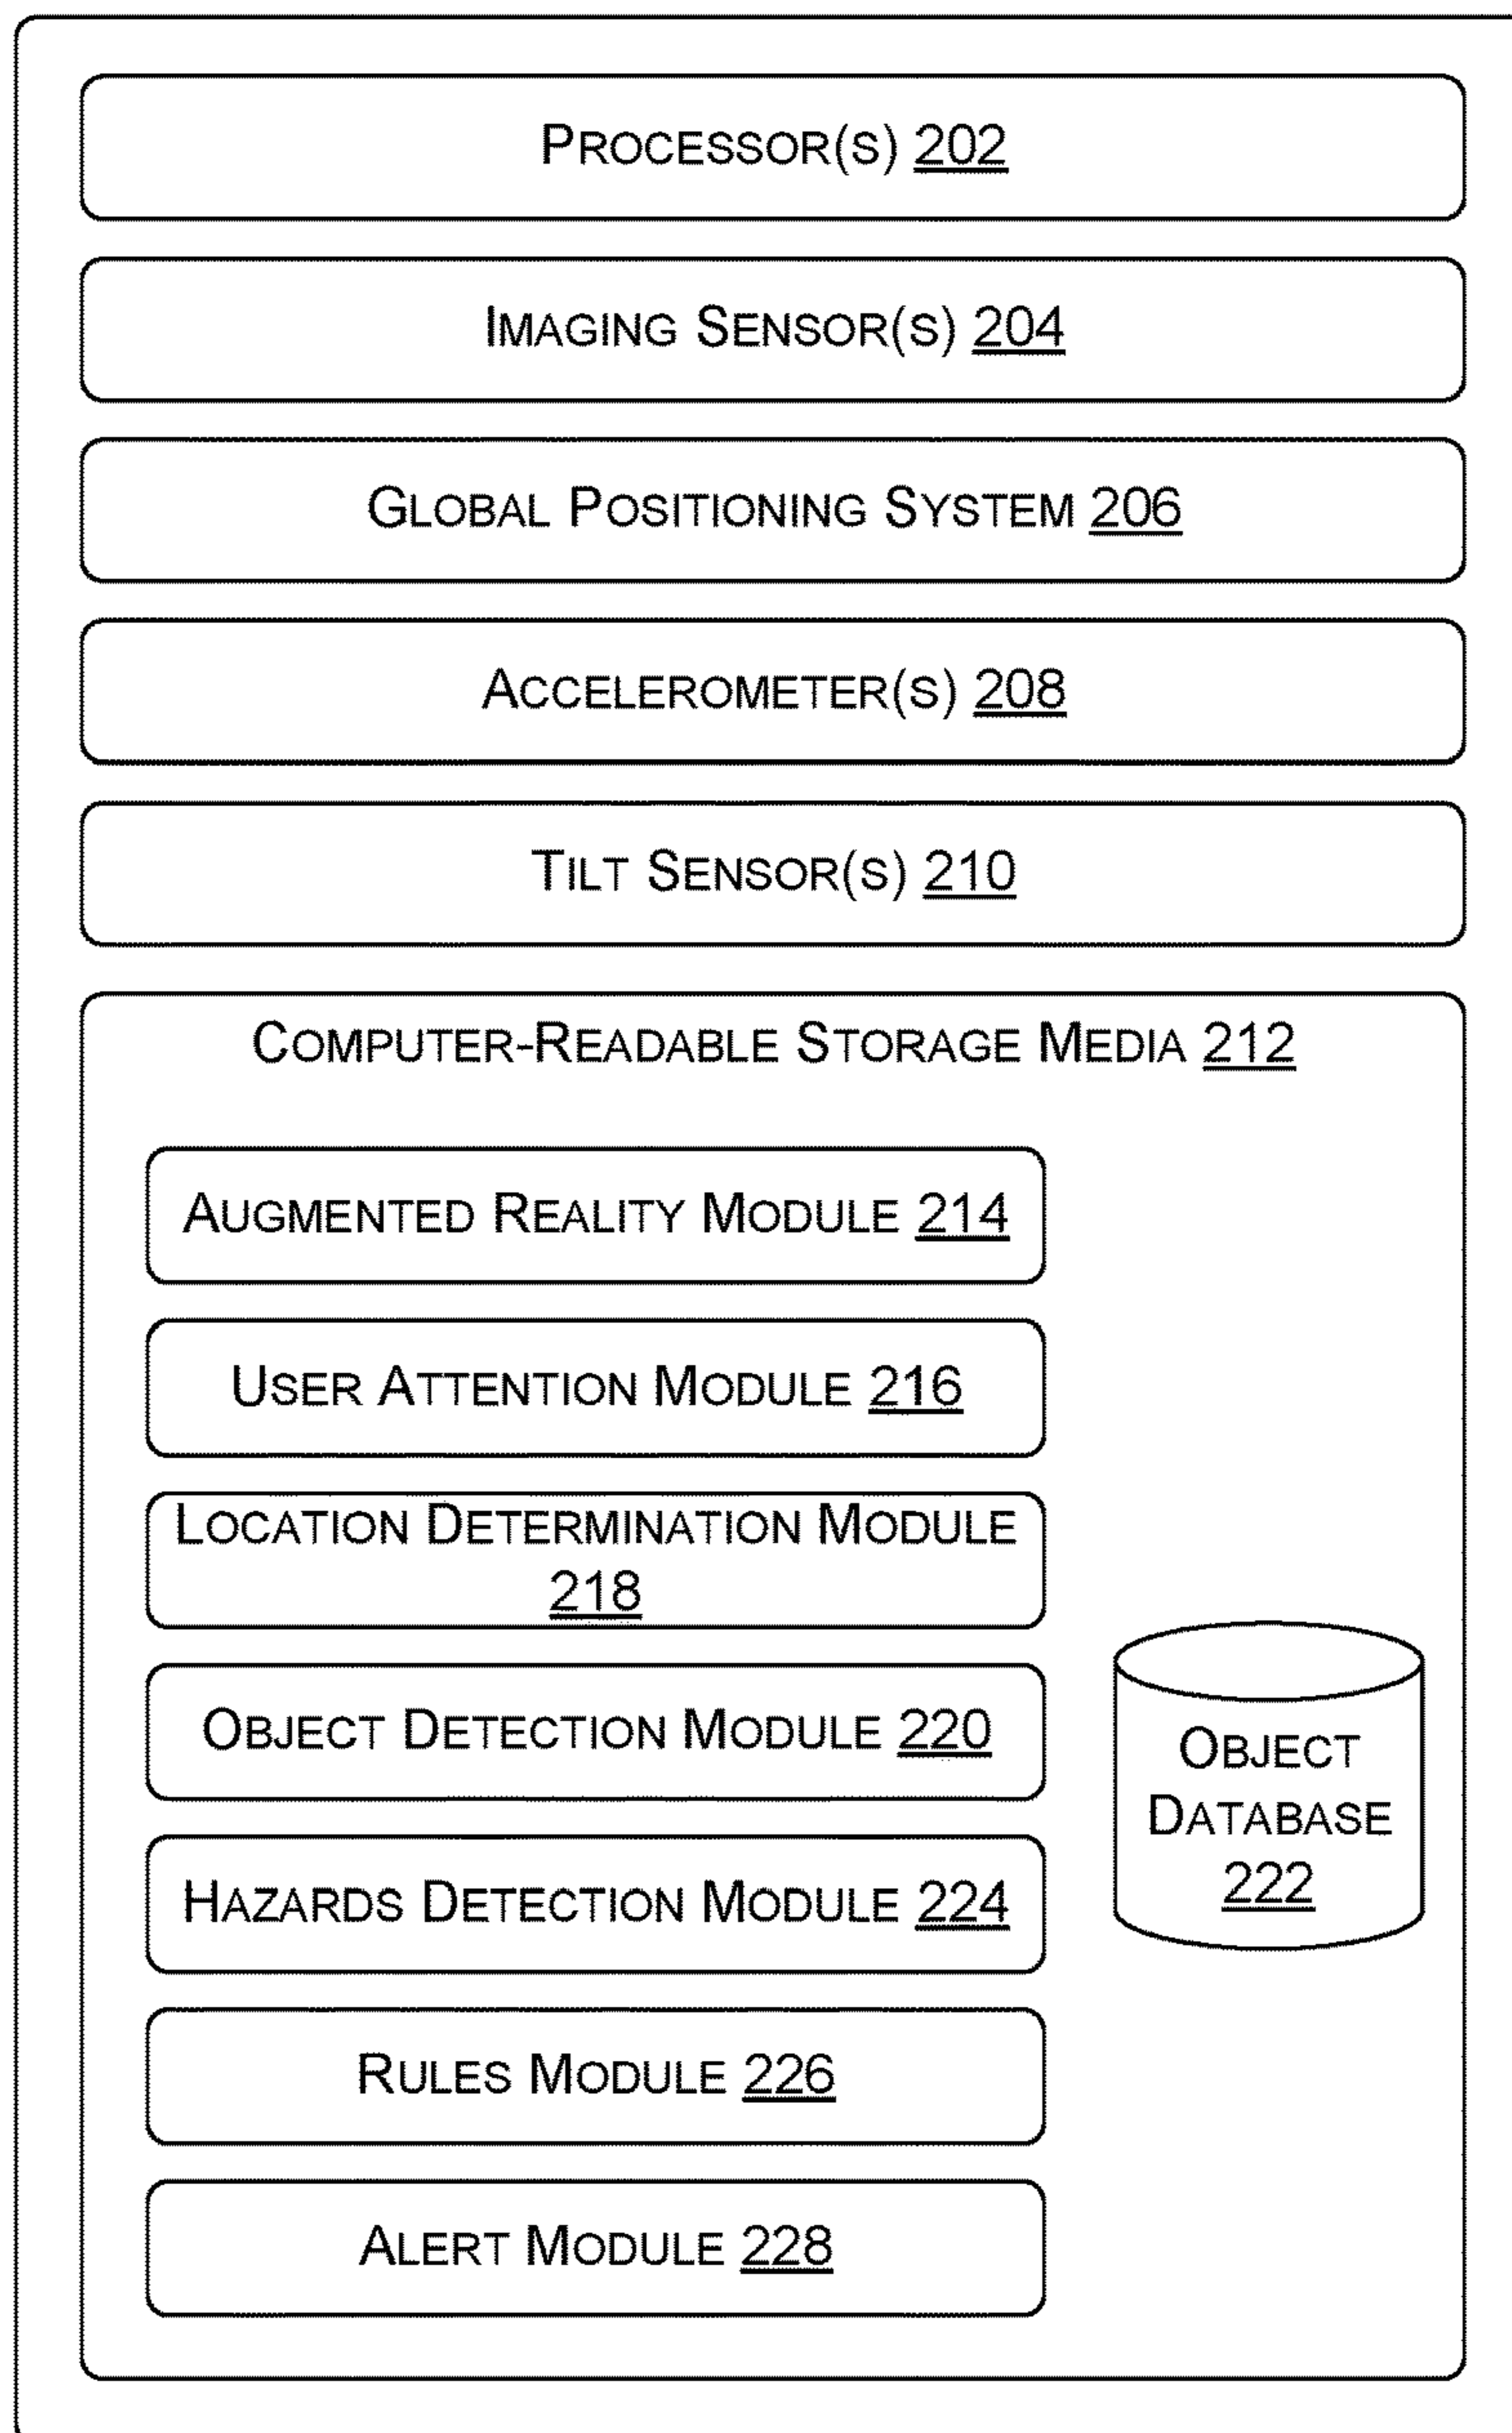 PROCESSOR(S) 202
IMAGING SENSOR(S) 204
GLOBAL POSITIONING SYSTEM 206
ACCELEROMETER(S) 208
TILT SENSOR(S) 210
COMPUTER-READABLE STORAGE MEDIA 212
AUGMENTED REALITY MODULE 214
USER ATTENTION MODULE 216
LOCATION DETERMINATION MODULE
218
OBJECT DETECTION MODULE 220
OBJECT
DATABASE
222
HAZARDS DETECTION MODULE 224
RULES MODULE 226
ALERT MODULE 228